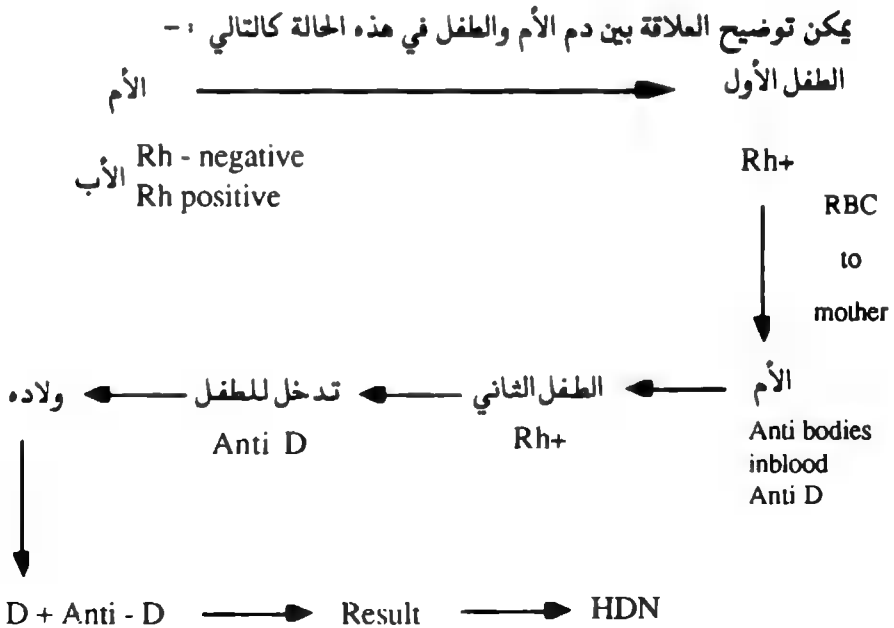 يمكن توضيح العلاقة بين دم الأم والطفل في هذه الحالة كالتالي : -
الأم
الطفل الأول
الأب
Rh - negative
Rh positive
Rh+
RBC
to
mother
الأم
Anti bodies
inblood
Anti D
الطفل الثاني
Rh+
تدخل للطفل
Anti D
ولاده
D + Anti - D
Result
HDN